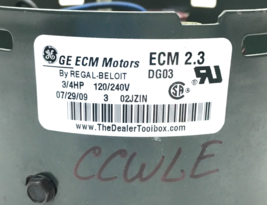 GE ECM Motors ECM 2.3
By REGAL-BELOIT DG03
3/4HP 120/240V
07/29/09 3 02JZIN
www.TheDealerToolbox.com
CCWLE